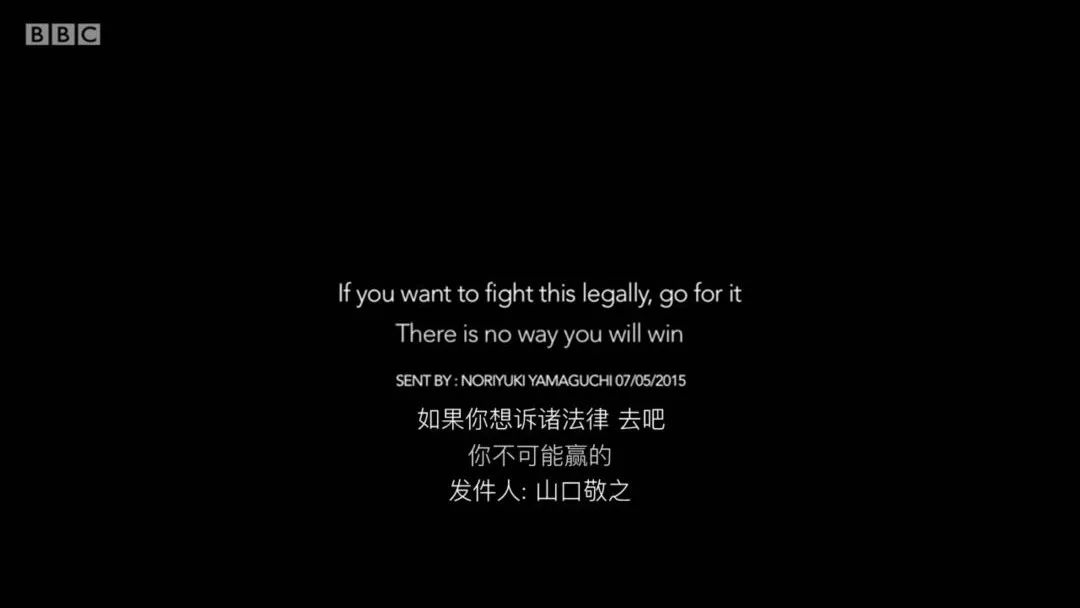 BBC
If you want to fight this legally, go for it
There is no way you will win
SENT BY : NORIYUKI YAMAGUCHI 07/05/2015
如果你想诉诸法律 去吧
你不可能赢的
发件人: 山口敬之